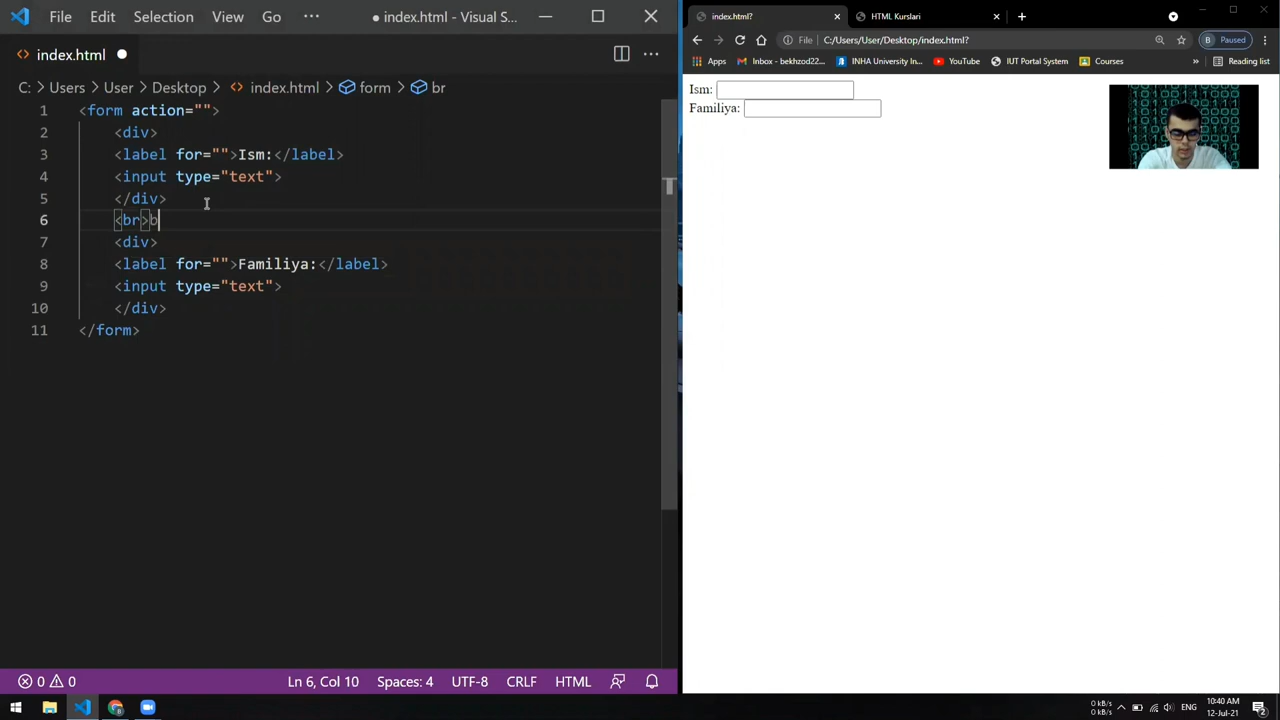 File Edit Selection View Go ··· ● index.html - Visual S...
index.html ●
C: > Users > User > Desktop > index.html > form > br
1 <form action="">
2 <div>
3 <label for="">Ism:</label>
4 <input type="text">
5 </div>
6 <br>b
7 <div>
8 <label for="">Familiya:</label>
9 <input type="text">
10 </div>
11 </form>
0 0 Ln 6, Col 10 Spaces: 4 UTF-8 CRLF HTML
index.html? HTML Kurslari
File C:/Users/User/Desktop/index.html? B Paused
Apps Inbox - bekhzod22... INHA University In... YouTube IUT Portal System Courses » Reading list
Ism:
Familiya:
0 kB/s
0 kB/s
ENG
10:40 AM
12-Jul-21
2